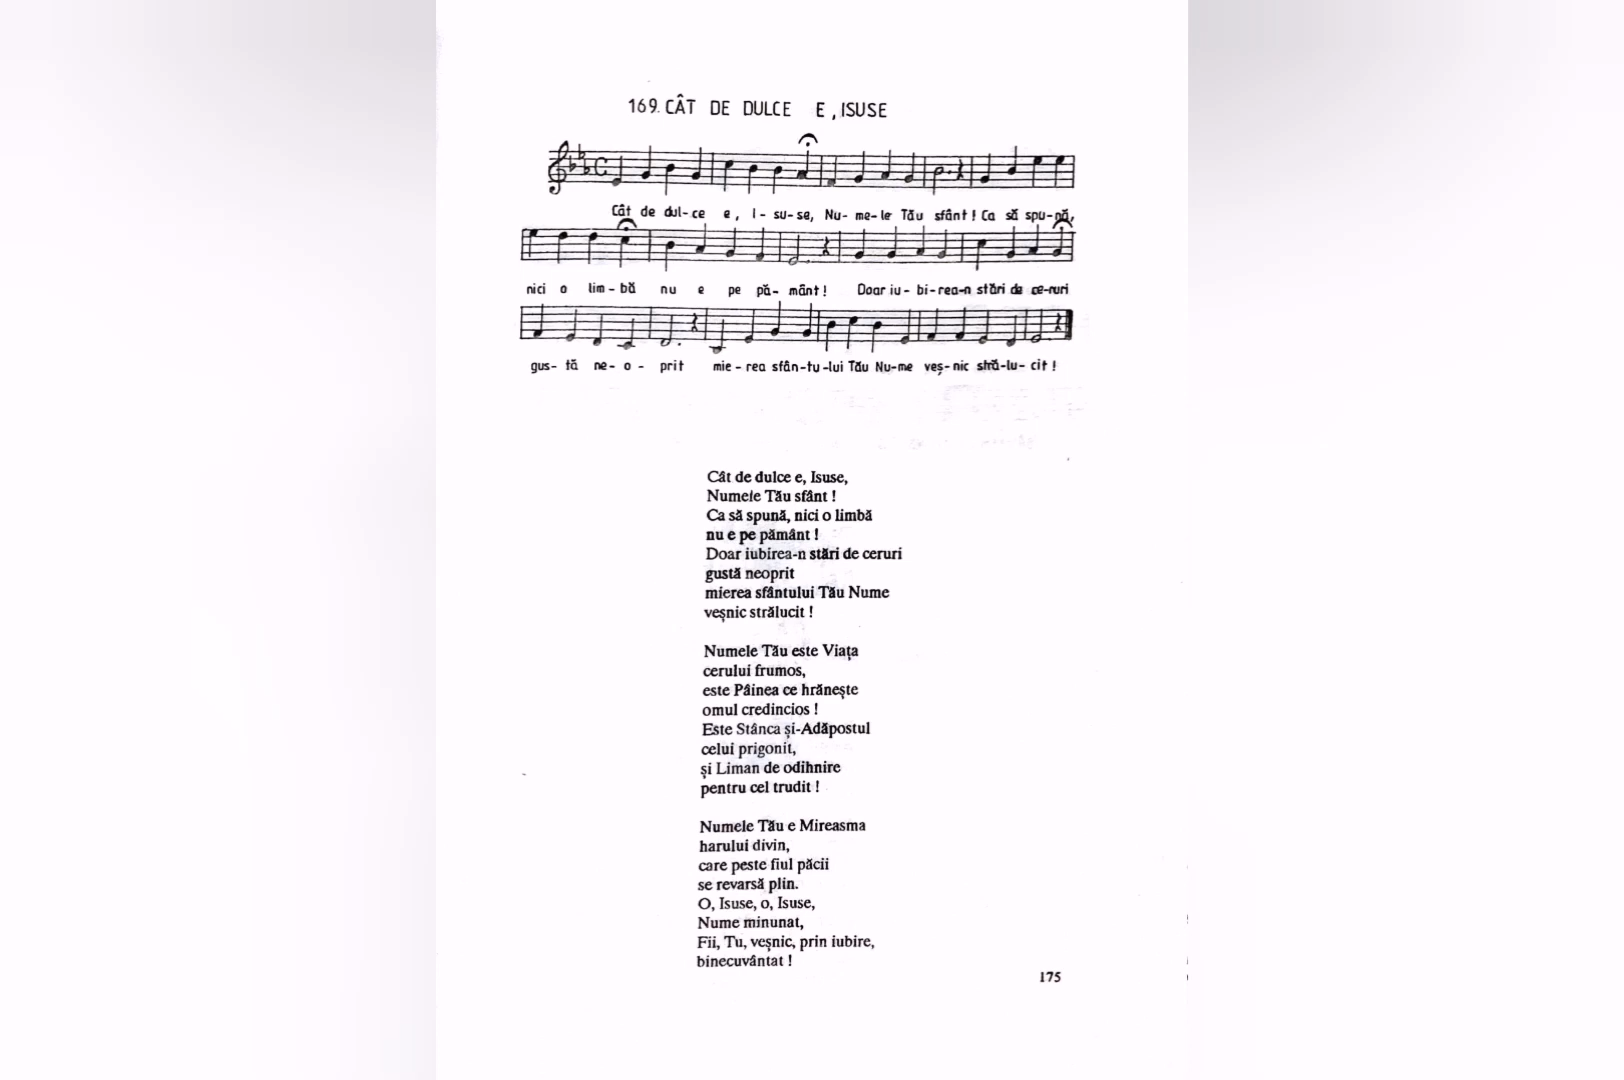 169. CÂT DE DULCE E, ISUSE
Cât de dul-ce e, I-su-se, Nu-me-le Tău sfânt! Ca să spu-nă,
nici o lim-bă nu e pe pă-mânt! Doar iu-bi-rea-n stări de ce-ruri
gus-tă ne-o-prit mie-rea sfân-tu-lui Tău Nu-me veș-nic stră-lu-cit!
Cât de dulce e, Isuse,
Numele Tău sfânt !
Ca să spună, nici o limbă
nu e pe pământ !
Doar iubirea-n stări de ceruri
gustă neoprit
mierea sfântului Tău Nume
veșnic strălucit !
Numele Tău este Viața
cerului frumos,
este Pâinea ce hrănește
omul credincios !
Este Stânca și-Adăpostul
celui prigonit,
și Liman de odihnire
pentru cel trudit !
Numele Tău e Mireasma
harului divin,
care peste fiul păcii
se revarsă plin.
O, Isuse, o, Isuse,
Nume minunat,
Fii, Tu, veșnic, prin iubire,
binecuvântat !
175